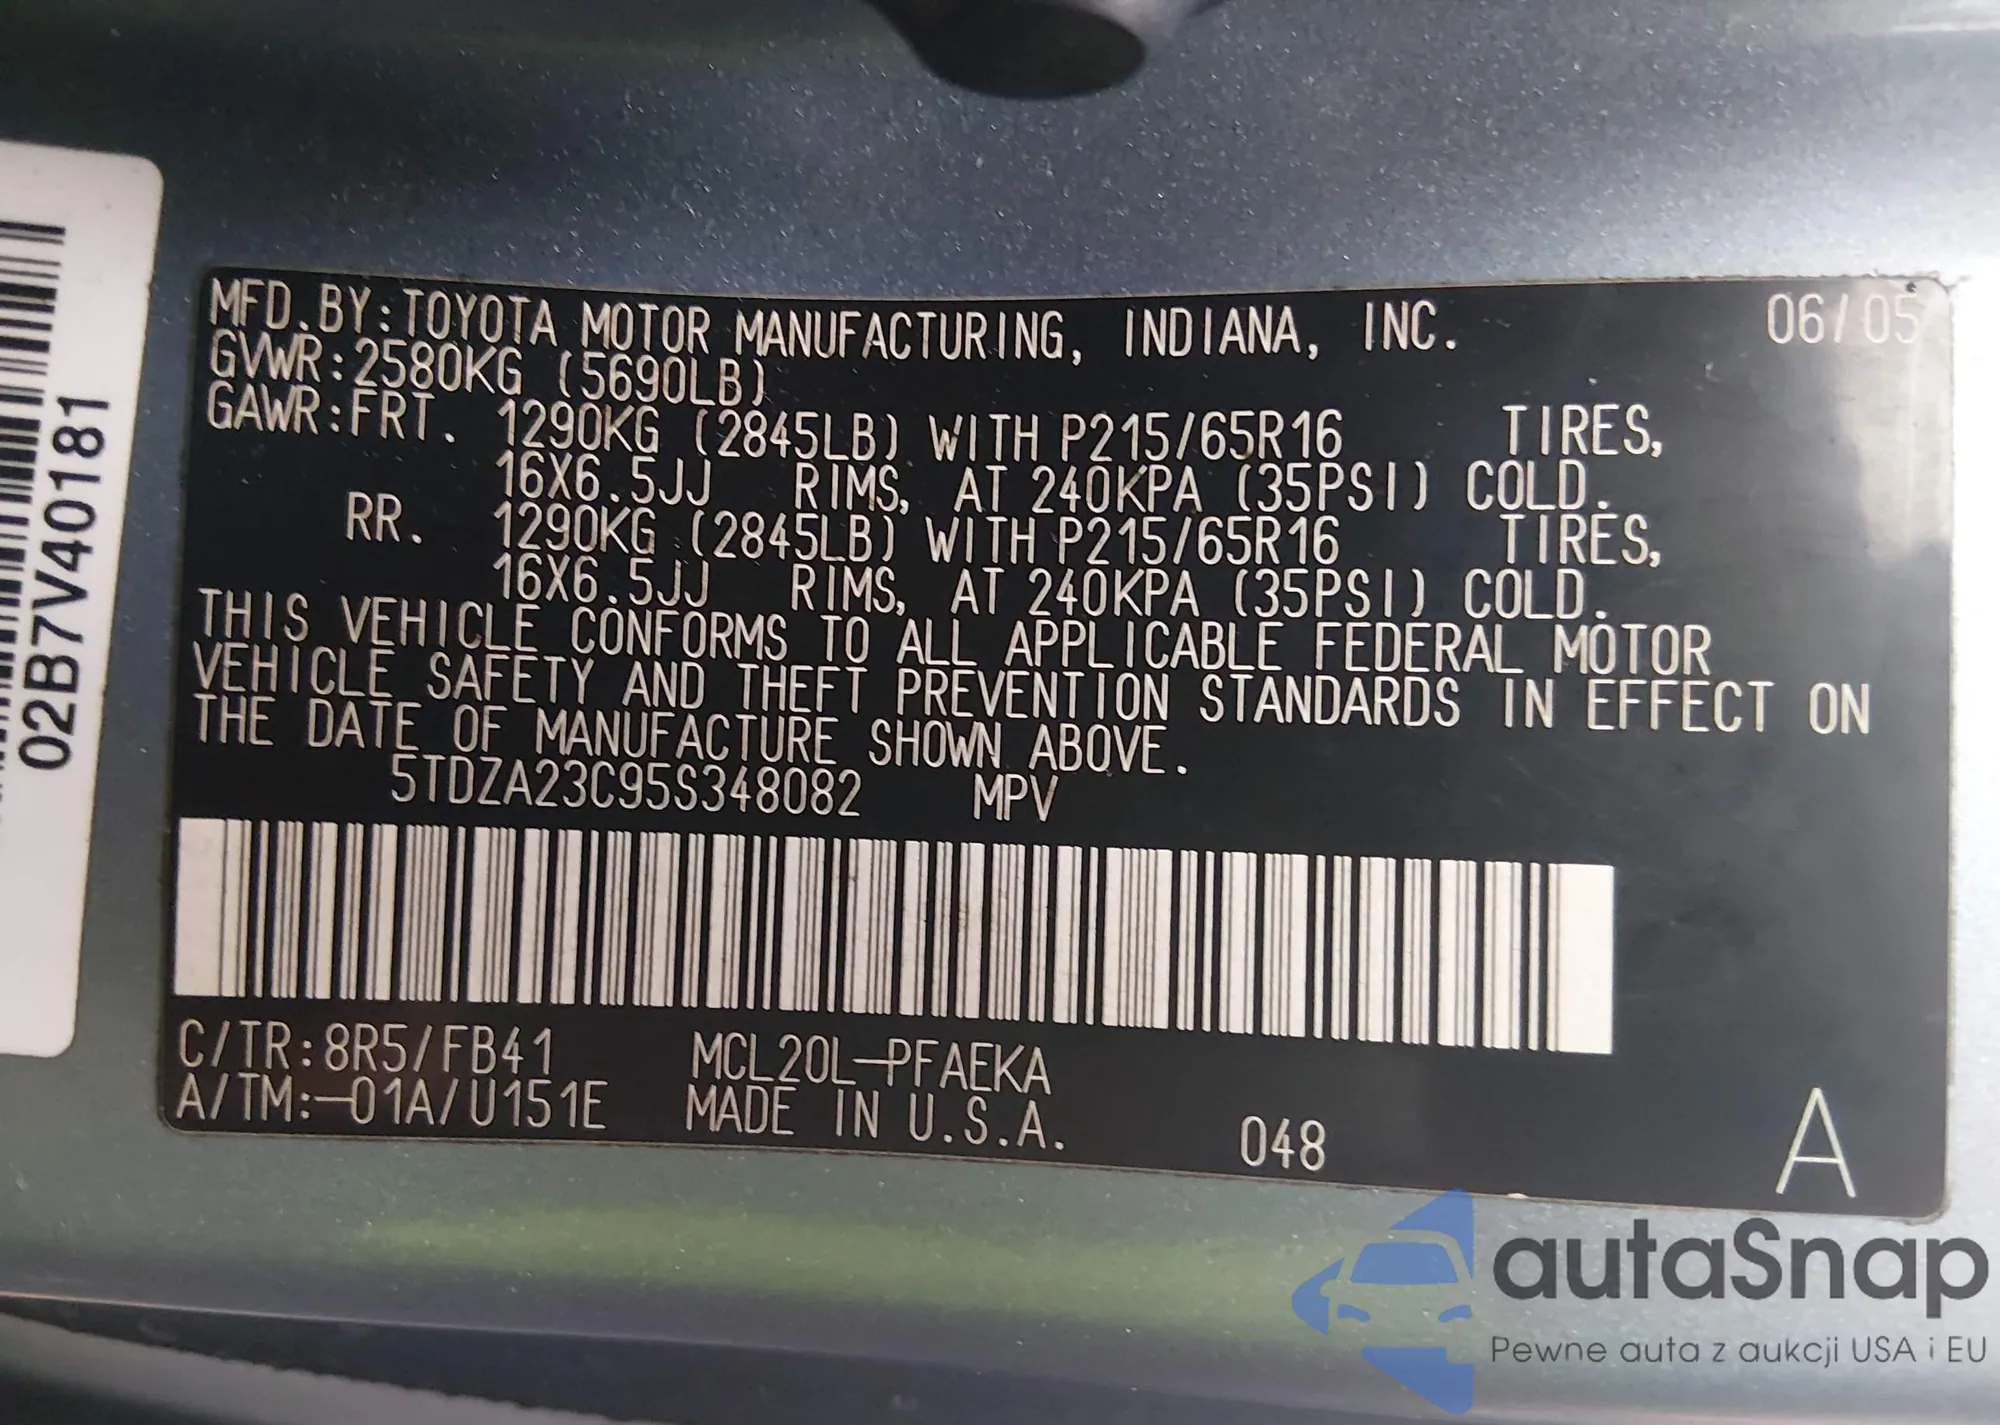 MFD.BY:TOYOTA MOTOR MANUFACTURING, INDIANA, INC. 06/05
GVWR:2580KG (5690LB)
GAWR:FRT. 1290KG (2845LB) WITH P215/65R16 TIRES,
16X6.5JJ RIMS, AT 240KPA (35PSI) COLD.
RR. 1290KG (2845LB) WITH P215/65R16 TIRES,
16X6.5JJ RIMS, AT 240KPA (35PSI) COLD.
THIS VEHICLE CONFORMS TO ALL APPLICABLE FEDERAL MOTOR
VEHICLE SAFETY AND THEFT PREVENTION STANDARDS IN EFFECT ON
THE DATE OF MANUFACTURE SHOWN ABOVE.
5TDZA23C95S348082 MPV
C/TR:8R5/FB41 MCL20L-PFAEKA
A/TM:-01A/U151E MADE IN U.S.A. 048 A
02B7V40181
autaSnap
Pewne auta z aukcji USA i EU